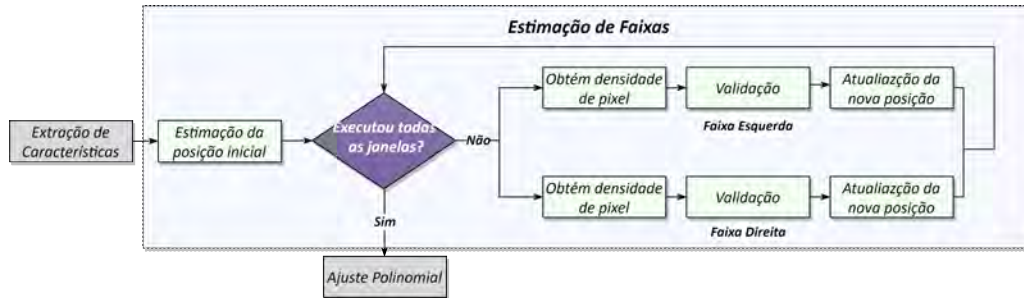 Estimação de Faixas
Extração de
Característicås
Estimação da
posição inicial
Executou todas
as janelas?
Não
Obtém densidade
de pixel
Validação
Atualiazção da
nova posição
Faixa Esquerda
Obtém densidade
de pixel
Validação
Atualiazção da
nova posição
Faixa Direita
Sim
Ajuste Polinomial